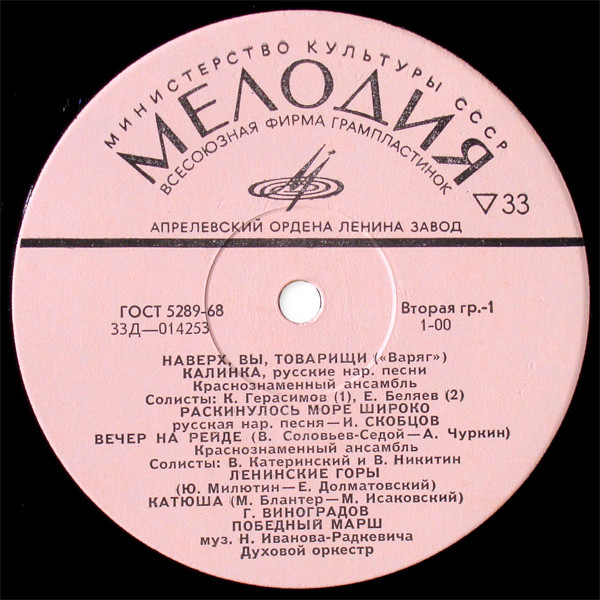 МИНИСТЕРСТВО КУЛЬТУРЫ СССР
МЕЛОДИЯ
ВСЕСОЮЗНАЯ ФИРМА ГРАМПЛАСТИНОК
▽33
АПРЕЛЕВСКИЙ ОРДЕНА ЛЕНИНА ЗАВОД
ГОСТ 5289-68
33Д—014253
Вторая гр.-1
1-00
НАВЕРХ, ВЫ, ТОВАРИЩИ («Варяг»)
КАЛИНКА, русские нар. песни
Краснознаменный ансамбль
Солисты: К. Герасимов (1), Е. Беляев (2)
РАСКИНУЛОСЬ МОРЕ ШИРОКО
русская нар. песня—И. СКОБЦОВ
ВЕЧЕР НА РЕЙДЕ (В. Соловьев-Седой—А. Чуркин)
Краснознаменный ансамбль
Солисты: В. Катеринский и В. Никитин
ЛЕНИНСКИЕ ГОРЫ
(Ю. Милютин—Е. Долматовский)
КАТЮША (М. Блантер—М. Исаковский)
Г. ВИНОГРАДОВ
ПОБЕДНЫЙ МАРШ
муз. Н. Иванова-Радкевича
Духовой оркестр